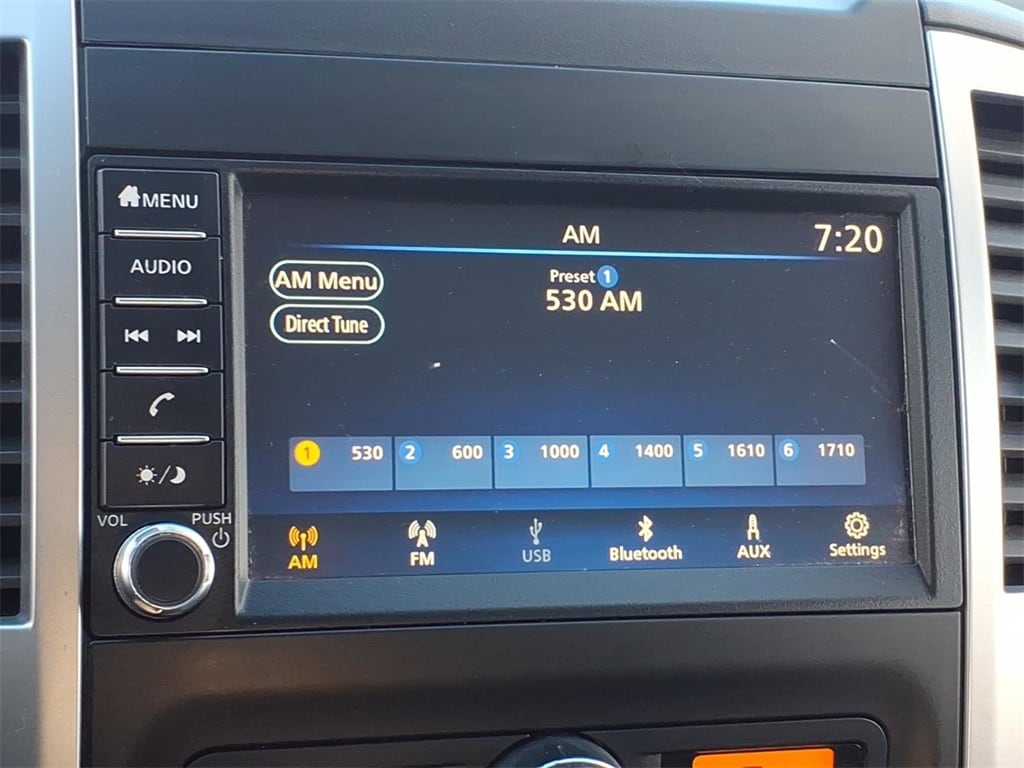 MENU
AUDIO
VOL
PUSH
AM
7:20
AM Menu
Direct Tune
Preset 1
530 AM
1 530 2 600 3 1000 4 1400 5 1610 6 1710
AM FM USB Bluetooth AUX Settings